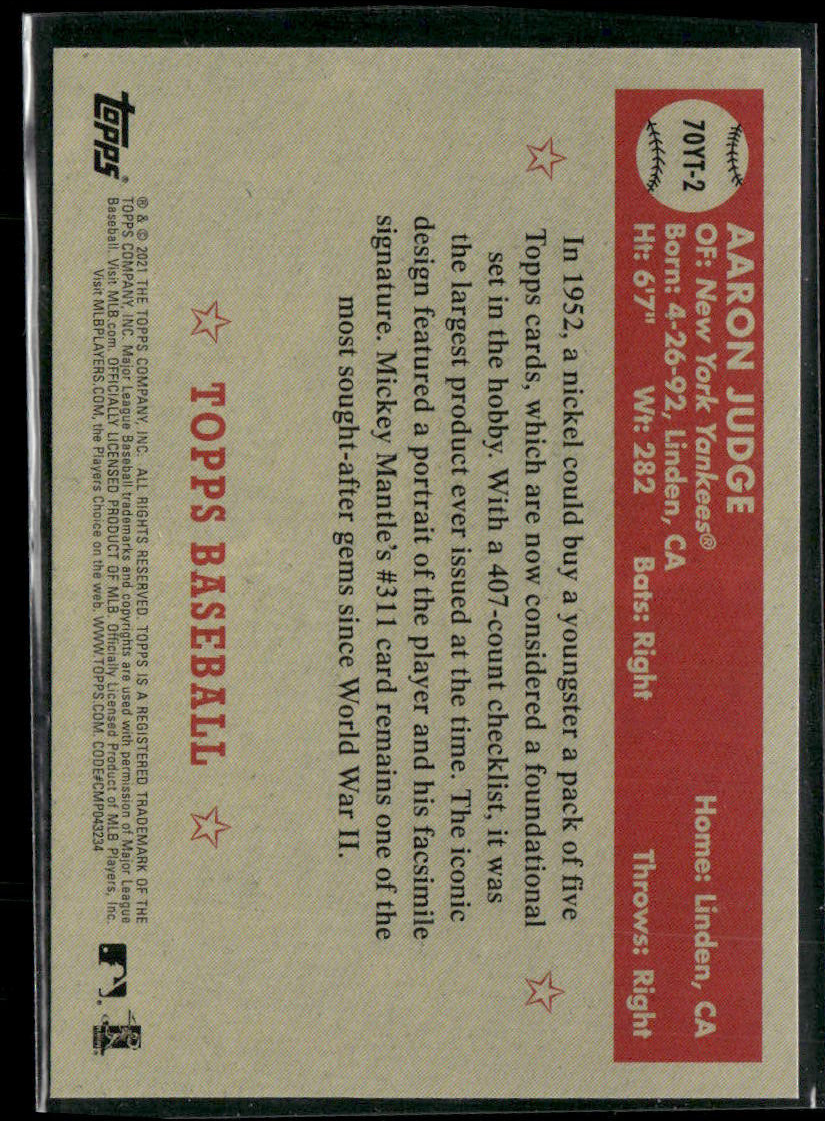 70YT-2
AARON JUDGE
OF: New York Yankees®
Born: 4-26-92, Linden, CA Home: Linden, CA
Ht: 6'7" Wt: 282 Bats: Right Throws: Right
In 1952, a nickel could buy a youngster a pack of five
Topps cards, which are now considered a foundational
set in the hobby. With a 407-count checklist, it was
the largest product ever issued at the time. The iconic
design featured a portrait of the player and his facsimile
signature. Mickey Mantle's #311 card remains one of the
most sought-after gems since World War II.
TOPPS BASEBALL
topps®
® & © 2021 THE TOPPS COMPANY, INC. ALL RIGHTS RESERVED. TOPPS IS A REGISTERED TRADEMARK OF THE
TOPPS COMPANY, INC. Major League Baseball trademarks and copyrights are used with permission of Major League
Baseball. Visit MLB.com. OFFICIALLY LICENSED PRODUCT OF MLB. Officially Licensed Product of MLB Players, Inc.
Visit MLBPLAYERS.COM, the Players Choice on the web. WWW.TOPPS.COM. CODE#CMP043234